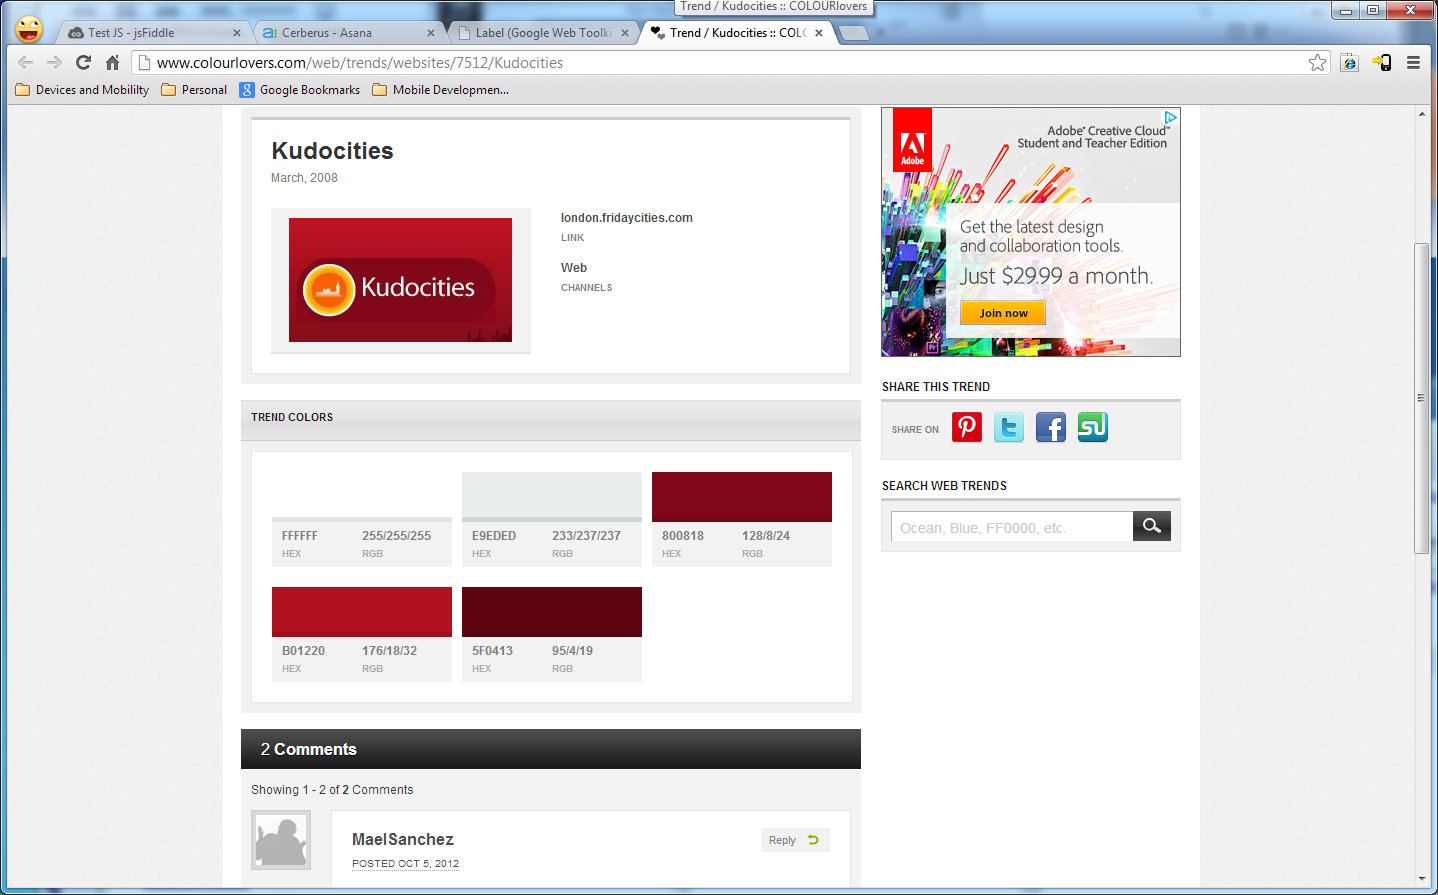 Trend / Kudocities :: COLOURlovers
Test JS - jsFiddle
a: Cerberus - Asana
Label (Google Web Toolki
Trend / Kudocities :: COLO
www.colourlovers.com/web/trends/websites/7512/Kudocities
Devices and Mobililty
Personal
8 Google Bookmarks
Mobile Developmen...
Kudocities
March, 2008
Kudocities
london.fridaycities.com
LINK
Web
CHANNELS
TREND COLORS
FFFFFF 255/255/255
HEX RGB
E9EDED 233/237/237
HEX RGB
800818 128/8/24
HEX RGB
B01220 176/18/32
HEX RGB
5F0413 95/4/19
HEX RGB
2 Comments
Showing 1 - 2 of 2 Comments
MaelSanchez
Reply
POSTED OCT 5, 2012
Adobe
Adobe® Creative Cloud™
Student and Teacher Edition
Get the latest design
and collaboration tools.
Just $29.99 a month.
Join now
Pr
SHARE THIS TREND
SHARE ON
SEARCH WEB TRENDS
Ocean, Blue, FF0000, etc.